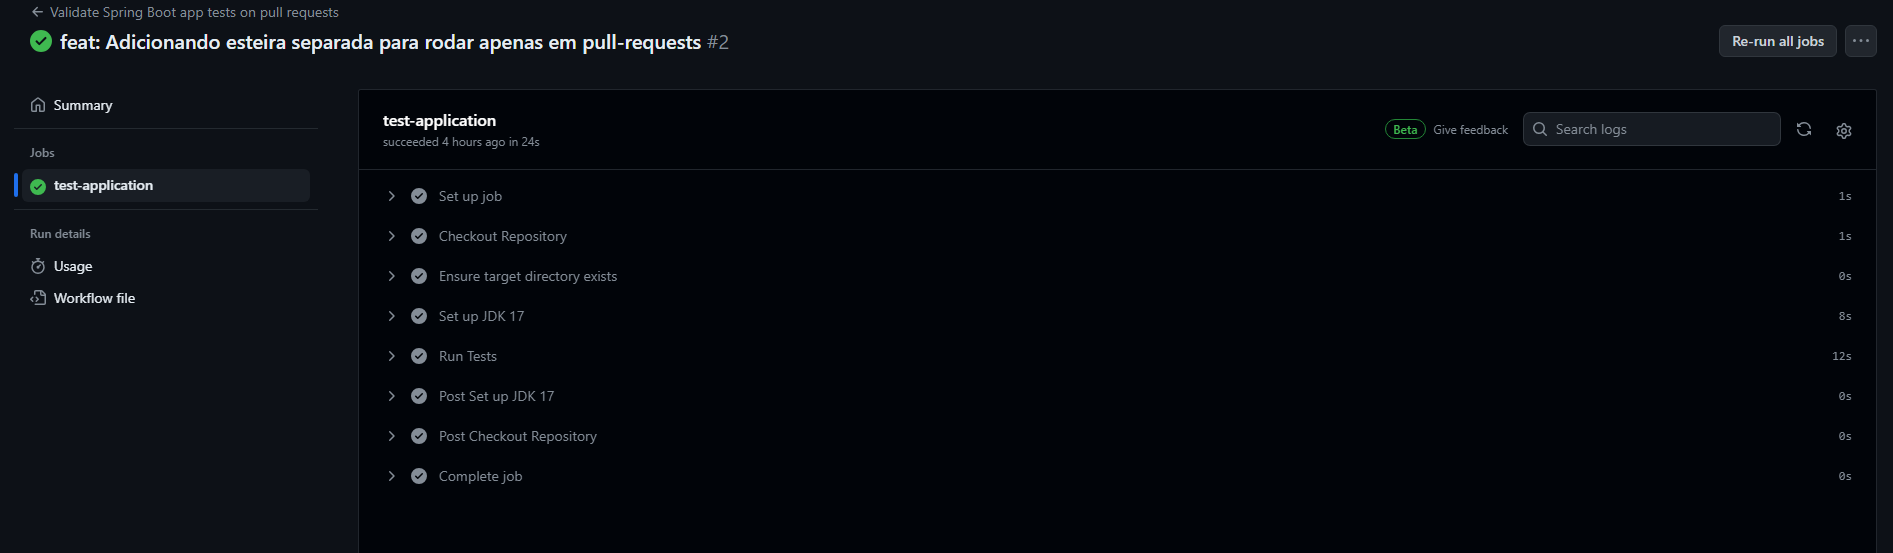 Validate Spring Boot app tests on pull requests
feat: Adicionando esteira separada para rodar apenas em pull-requests #2
Re-run all jobs
Summary
Jobs
test-application
Run details
Usage
Workflow file
test-application
succeeded 4 hours ago in 24s
Beta Give feedback
Search logs
Set up job 1s
Checkout Repository 1s
Ensure target directory exists 0s
Set up JDK 17 8s
Run Tests 12s
Post Set up JDK 17 0s
Post Checkout Repository 0s
Complete job 0s